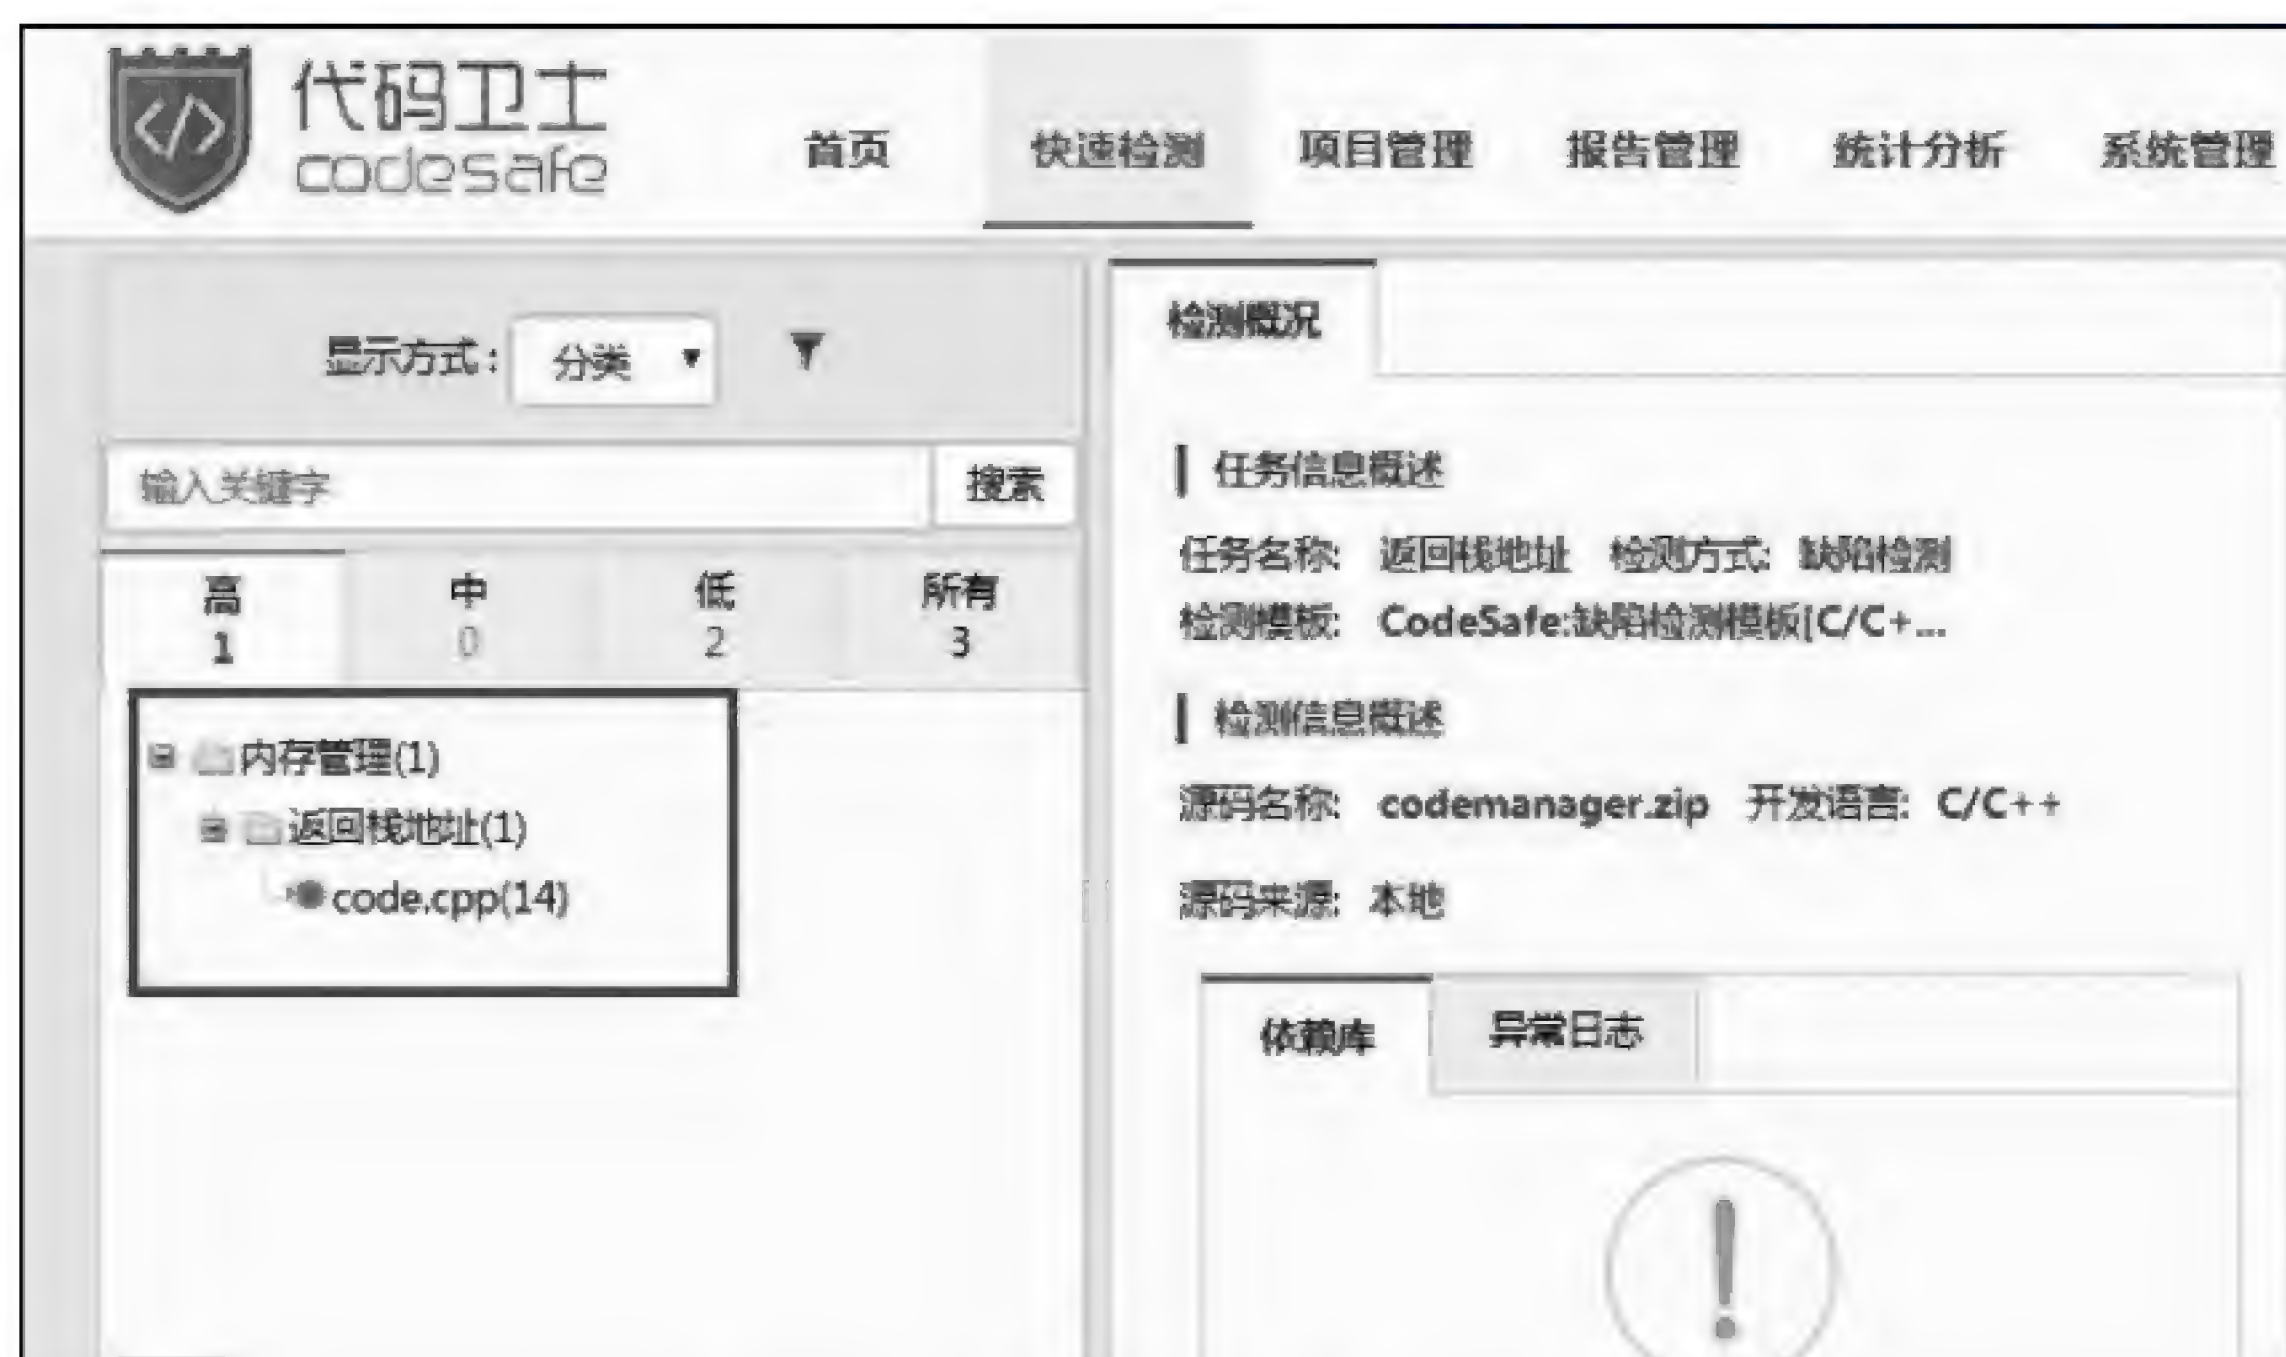 代码卫士
codesafe
首页 快速检测 项目管理 报告管理 统计分析 系统管理
显示方式: 分类
输入关键字 搜索
高 中 低 所有
1 0 2 3
内存管理(1)
返回栈地址(1)
code.cpp(14)
检测概况
任务信息概述
任务名称: 返回栈地址 检测方式: 缺陷检测
检测模板: CodeSafe:缺陷检测模板[C/C+...
检测信息概述
源码名称: codemanager.zip 开发语言: C/C++
源码来源: 本地
依赖库 异常日志